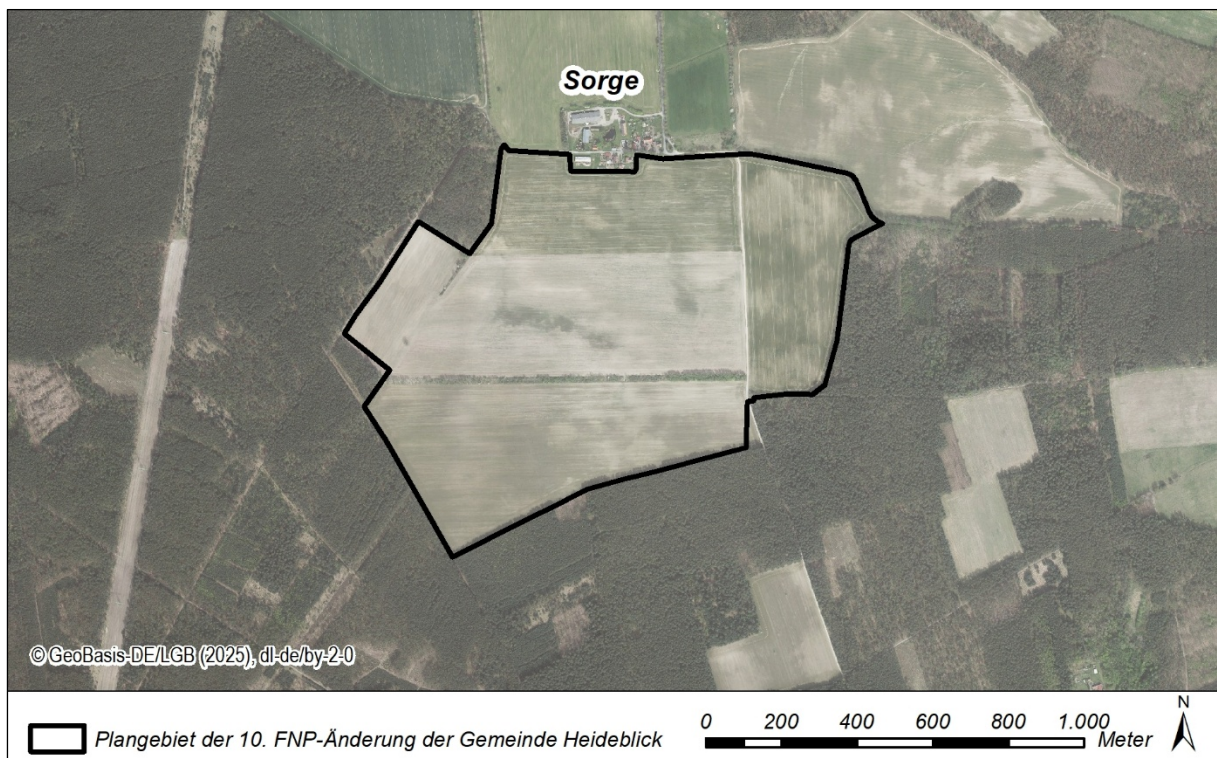 Sorge
© GeoBasis-DE/LGB (2025), dl-de/by-2-0
Plangebiet der 10. FNP-Änderung der Gemeinde Heideblick
0 200 400 600 800 1.000
Meter
N